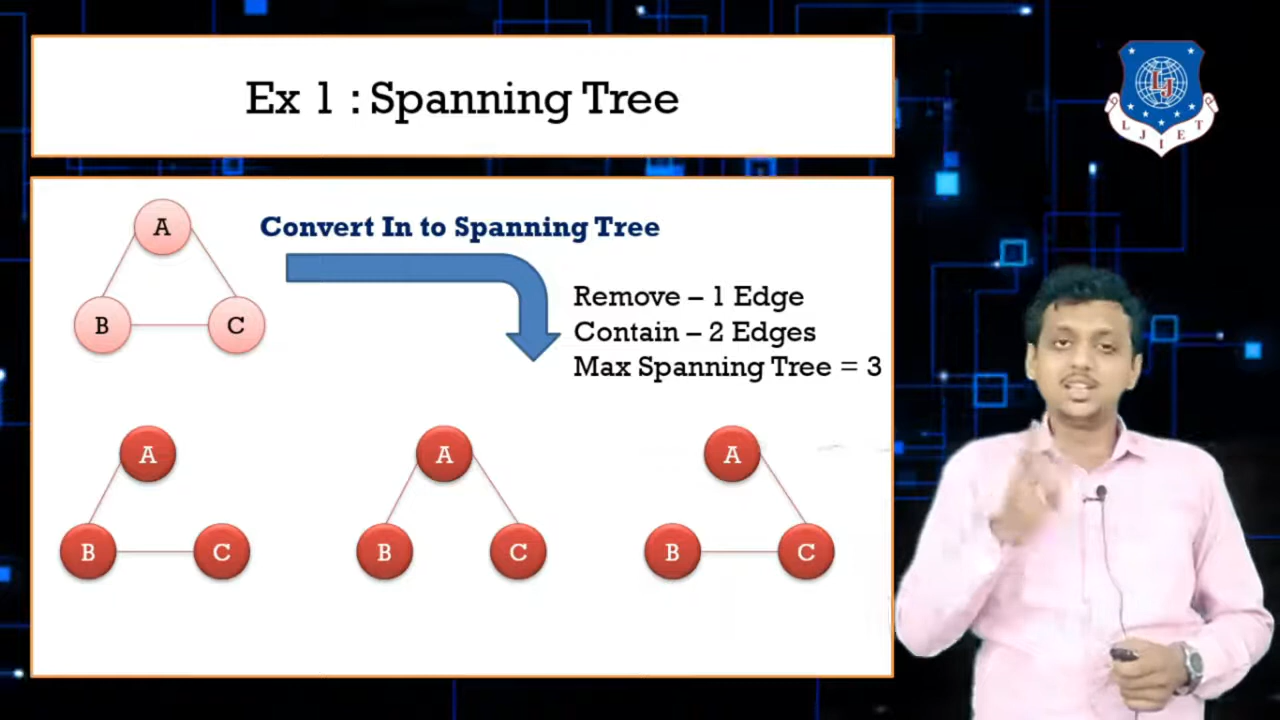 Ex 1 : Spanning Tree
L J
L J I E T
A
B
C
Convert In to Spanning Tree
Remove – 1 Edge
Contain – 2 Edges
Max Spanning Tree = 3
A
B
C
A
B
C
A
B
C